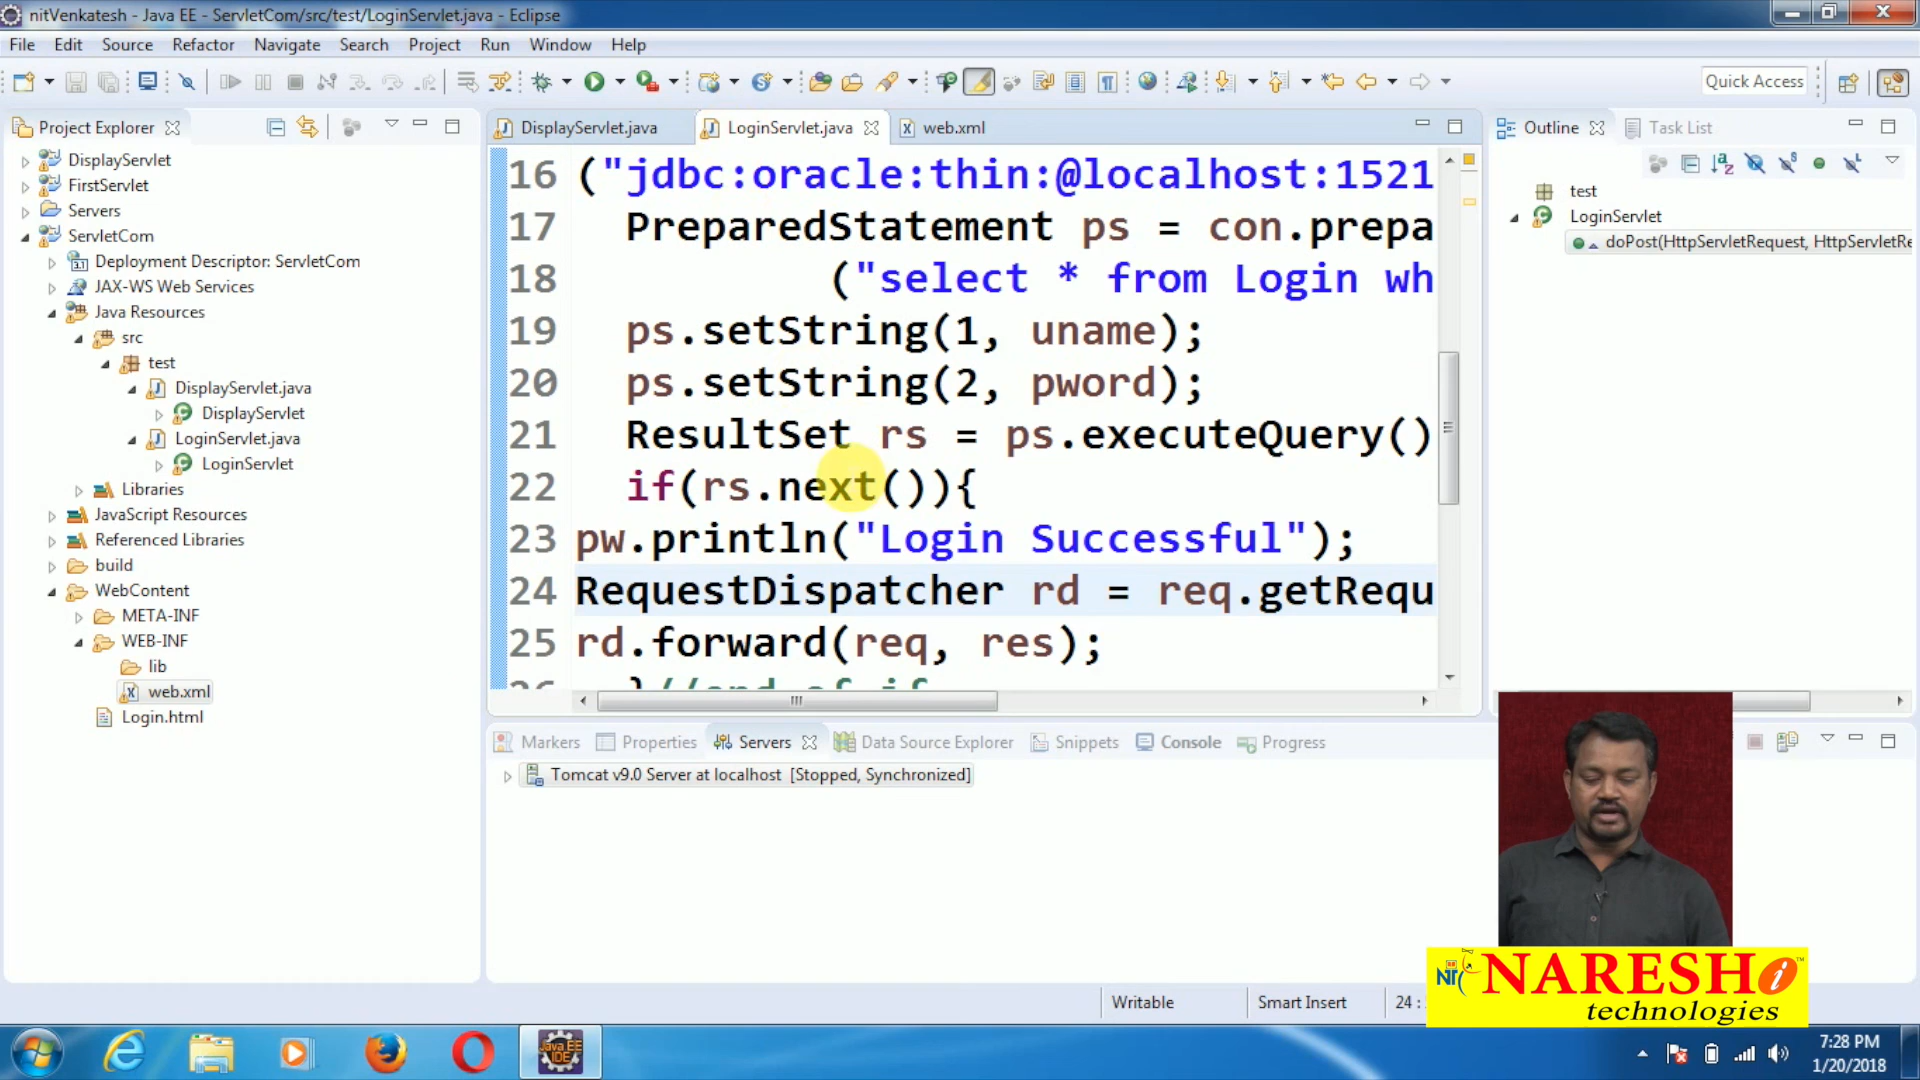 nitVenkatesh - Java EE - ServletCom/src/test/LoginServlet.java - Eclipse
File Edit Source Refactor Navigate Search Project Run Window Help
Quick Access
Project Explorer
DisplayServlet
FirstServlet
Servers
ServletCom
Deployment Descriptor: ServletCom
JAX-WS Web Services
Java Resources
src
test
DisplayServlet.java
DisplayServlet
LoginServlet.java
LoginServlet
Libraries
JavaScript Resources
Referenced Libraries
build
WebContent
META-INF
WEB-INF
lib
web.xml
Login.html
DisplayServlet.java LoginServlet.java web.xml
16 ("jdbc:oracle:thin:@localhost:1521
17 PreparedStatement ps = con.prepa
18 ("select * from Login wh
19 ps.setString(1, uname);
20 ps.setString(2, pword);
21 ResultSet rs = ps.executeQuery()
22 if(rs.next()){
23 pw.println("Login Successful");
24 RequestDispatcher rd = req.getRequ
25 rd.forward(req, res);
26 }//end of if
Outline Task List
test
LoginServlet
doPost(HttpServletRequest, HttpServletRe
Markers Properties Servers Data Source Explorer Snippets Console Progress
Tomcat v9.0 Server at localhost [Stopped, Synchronized]
Writable Smart Insert 24 :
NARESH i
technologies
Java EE
IDE
7:28 PM
1/20/2018